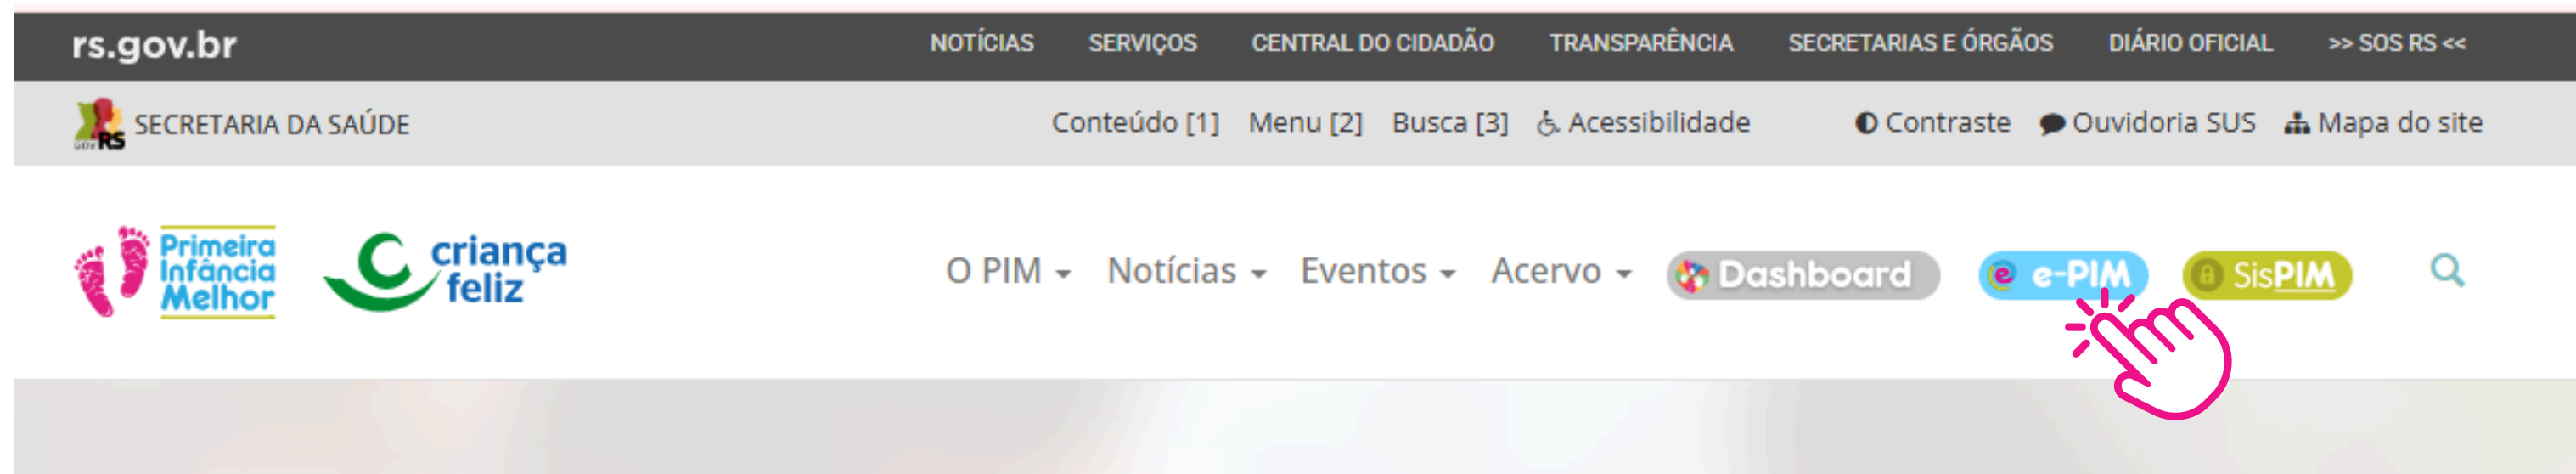 rs.gov.br NOTÍCIAS SERVIÇOS CENTRAL DO CIDADÃO TRANSPARÊNCIA SECRETARIAS E ÓRGÃOS DIÁRIO OFICIAL >> SOS RS <<
GOV RS SECRETARIA DA SAÚDE Conteúdo [1] Menu [2] Busca [3] Acessibilidade Contraste Ouvidoria SUS Mapa do site
Primeira
Infância
Melhor
criança
feliz
O PIM Notícias Eventos Acervo Dashboard e e-PIM SisPIM